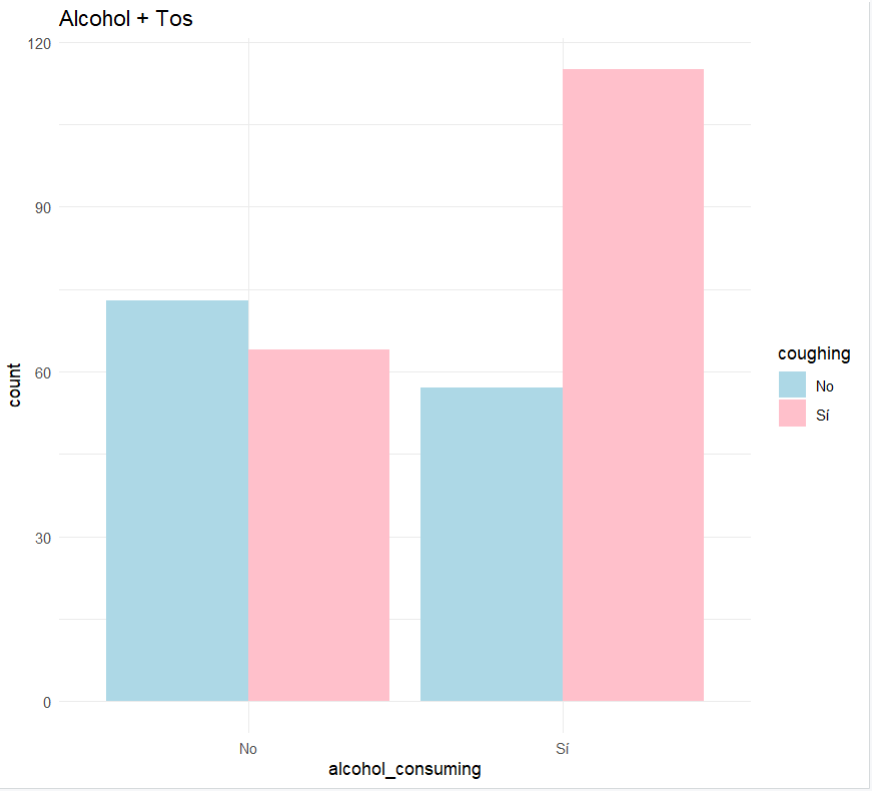 Alcohol + Tos
120
90
60
30
0
count
No
Sí
alcohol_consuming
coughing
No
Sí